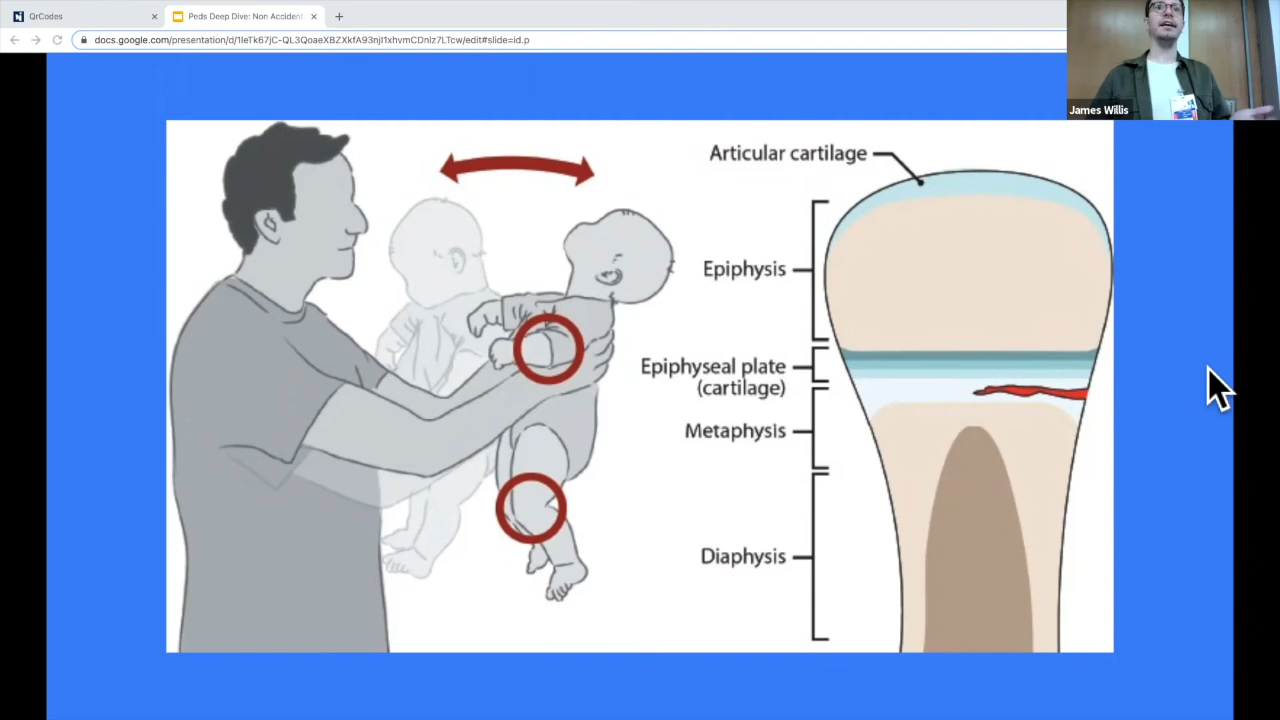 QrCodes
Peds Deep Dive: Non Accident
docs.google.com/presentation/d/1leTk67jC-QL3QoaeXBZXkfA93njI1xhvmCDnlz7LTcw/edit#slide=id.p
James Willis
Articular cartilage
Epiphysis
Epiphyseal plate
(cartilage)
Metaphysis
Diaphysis